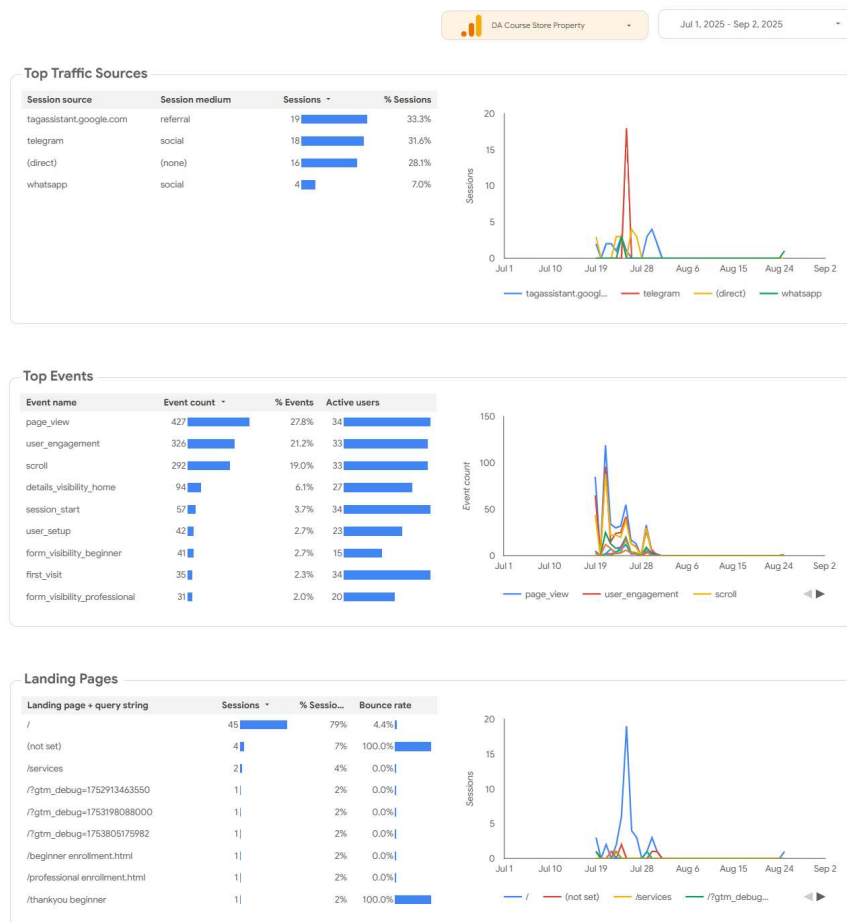 DA Course Store Property
Jul 1, 2025 - Sep 2, 2025
Top Traffic Sources
Session source Session medium Sessions % Sessions
tagassistant.google.com referral 19 33.3%
telegram social 18 31.6%
(direct) (none) 16 28.1%
whatsapp social 4 7.0%
20
15
10
5
0
Sessions
Jul 1 Jul 10 Jul 19 Jul 28 Aug 6 Aug 15 Aug 24 Sep 2
tagassistant.googl... telegram (direct) whatsapp
Top Events
Event name Event count % Events Active users
page_view 427 27.8% 34
user_engagement 326 21.2% 33
scroll 292 19.0% 33
details_visibility_home 94 6.1% 27
session_start 57 3.7% 34
user_setup 42 2.7% 23
form_visibility_beginner 41 2.7% 15
first_visit 35 2.3% 34
form_visibility_professional 31 2.0% 20
150
100
50
0
Event count
Jul 1 Jul 10 Jul 19 Jul 28 Aug 6 Aug 15 Aug 24 Sep 2
page_view user_engagement scroll
Landing Pages
Landing page + query string Sessions % Sessio... Bounce rate
/ 45 79% 4.4%
(not set) 4 7% 100.0%
/services 2 4% 0.0%
/?gtm_debug=1752913463550 1 2% 0.0%
/?gtm_debug=1753198088000 1 2% 0.0%
/?gtm_debug=1753805175982 1 2% 0.0%
/beginner enrollment.html 1 2% 0.0%
/professional enrollment.html 1 2% 0.0%
/thankyou beginner 1 2% 100.0%
20
15
10
5
0
Sessions
Jul 1 Jul 10 Jul 19 Jul 28 Aug 6 Aug 15 Aug 24 Sep 2
/ (not set) /services /?gtm_debug...